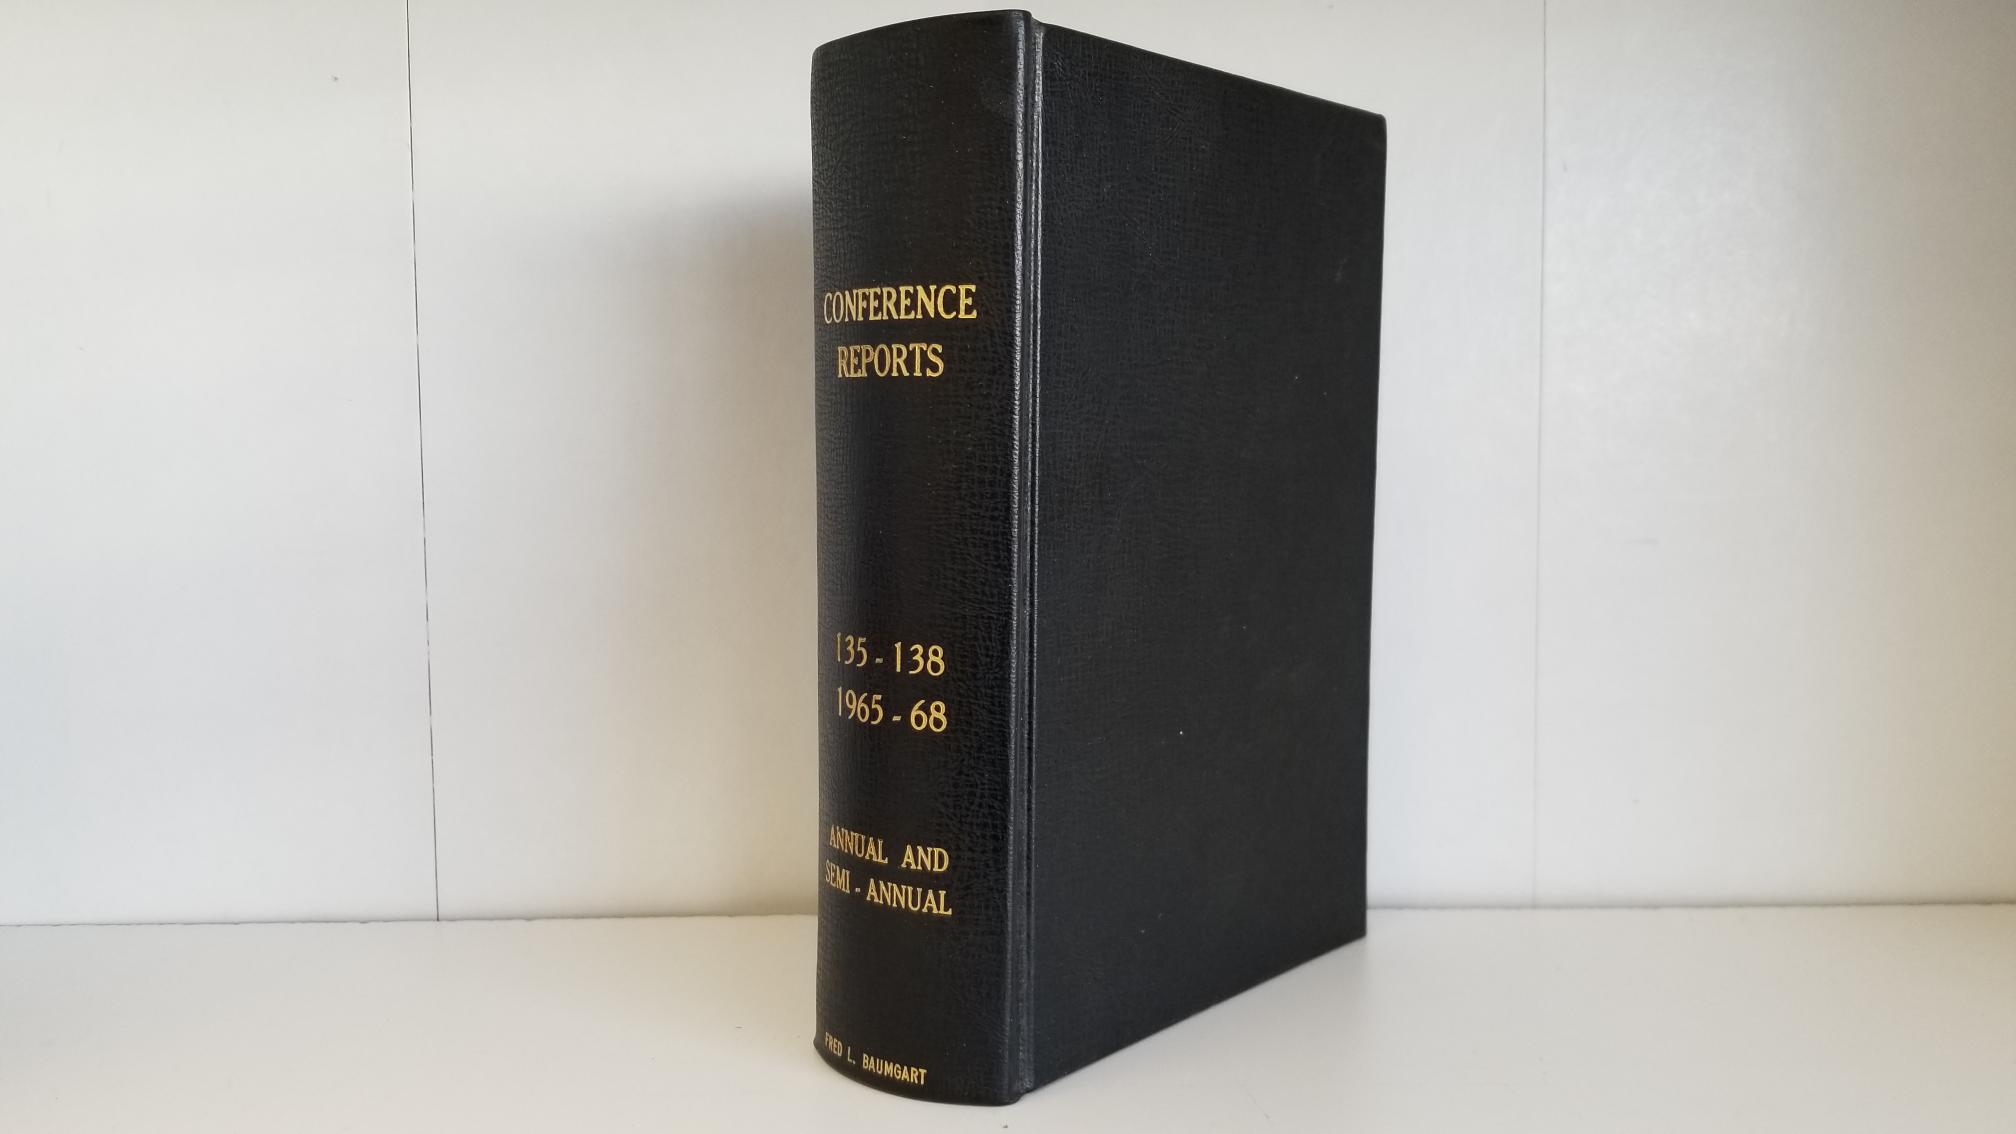 CONFERENCE
REPORTS
135 - 138
1965 - 68
ANNUAL AND
SEMI - ANNUAL
FRED L. BAUMGART